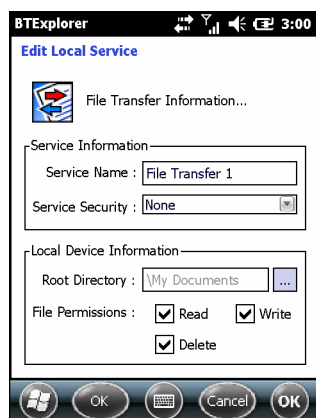 BTExplorer 3:00
Edit Local Service
File Transfer Information...
Service Information
Service Name : File Transfer 1
Service Security : None
Local Device Information
Root Directory : \My Documents ...
File Permissions : Read Write
Delete
OK Cancel OK